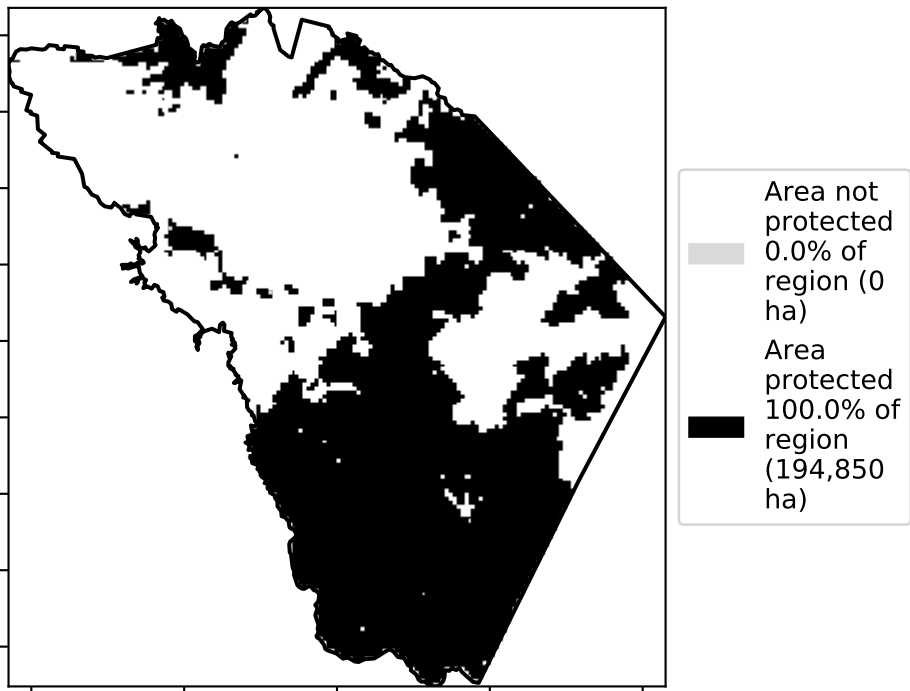 Area not
protected
0.0% of
region (0
ha)
Area
protected
100.0% of
region
(194,850
ha)